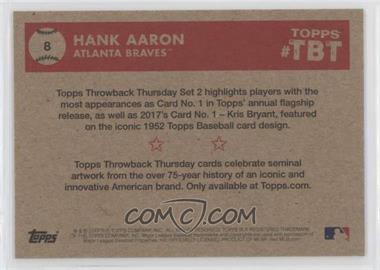 8
HANK AARON
ATLANTA BRAVES™
TOPPS
#TBT
Topps Throwback Thursday Set 2 highlights players with
the most appearances as Card No. 1 in Topps' annual flagship
release, as well as 2017's Card No. 1 – Kris Bryant, featured
on the iconic 1952 Topps Baseball card design.
Topps Throwback Thursday cards celebrate seminal
artwork from the over 75-year history of an iconic and
innovative American brand. Only available at Topps.com.
topps
COMC